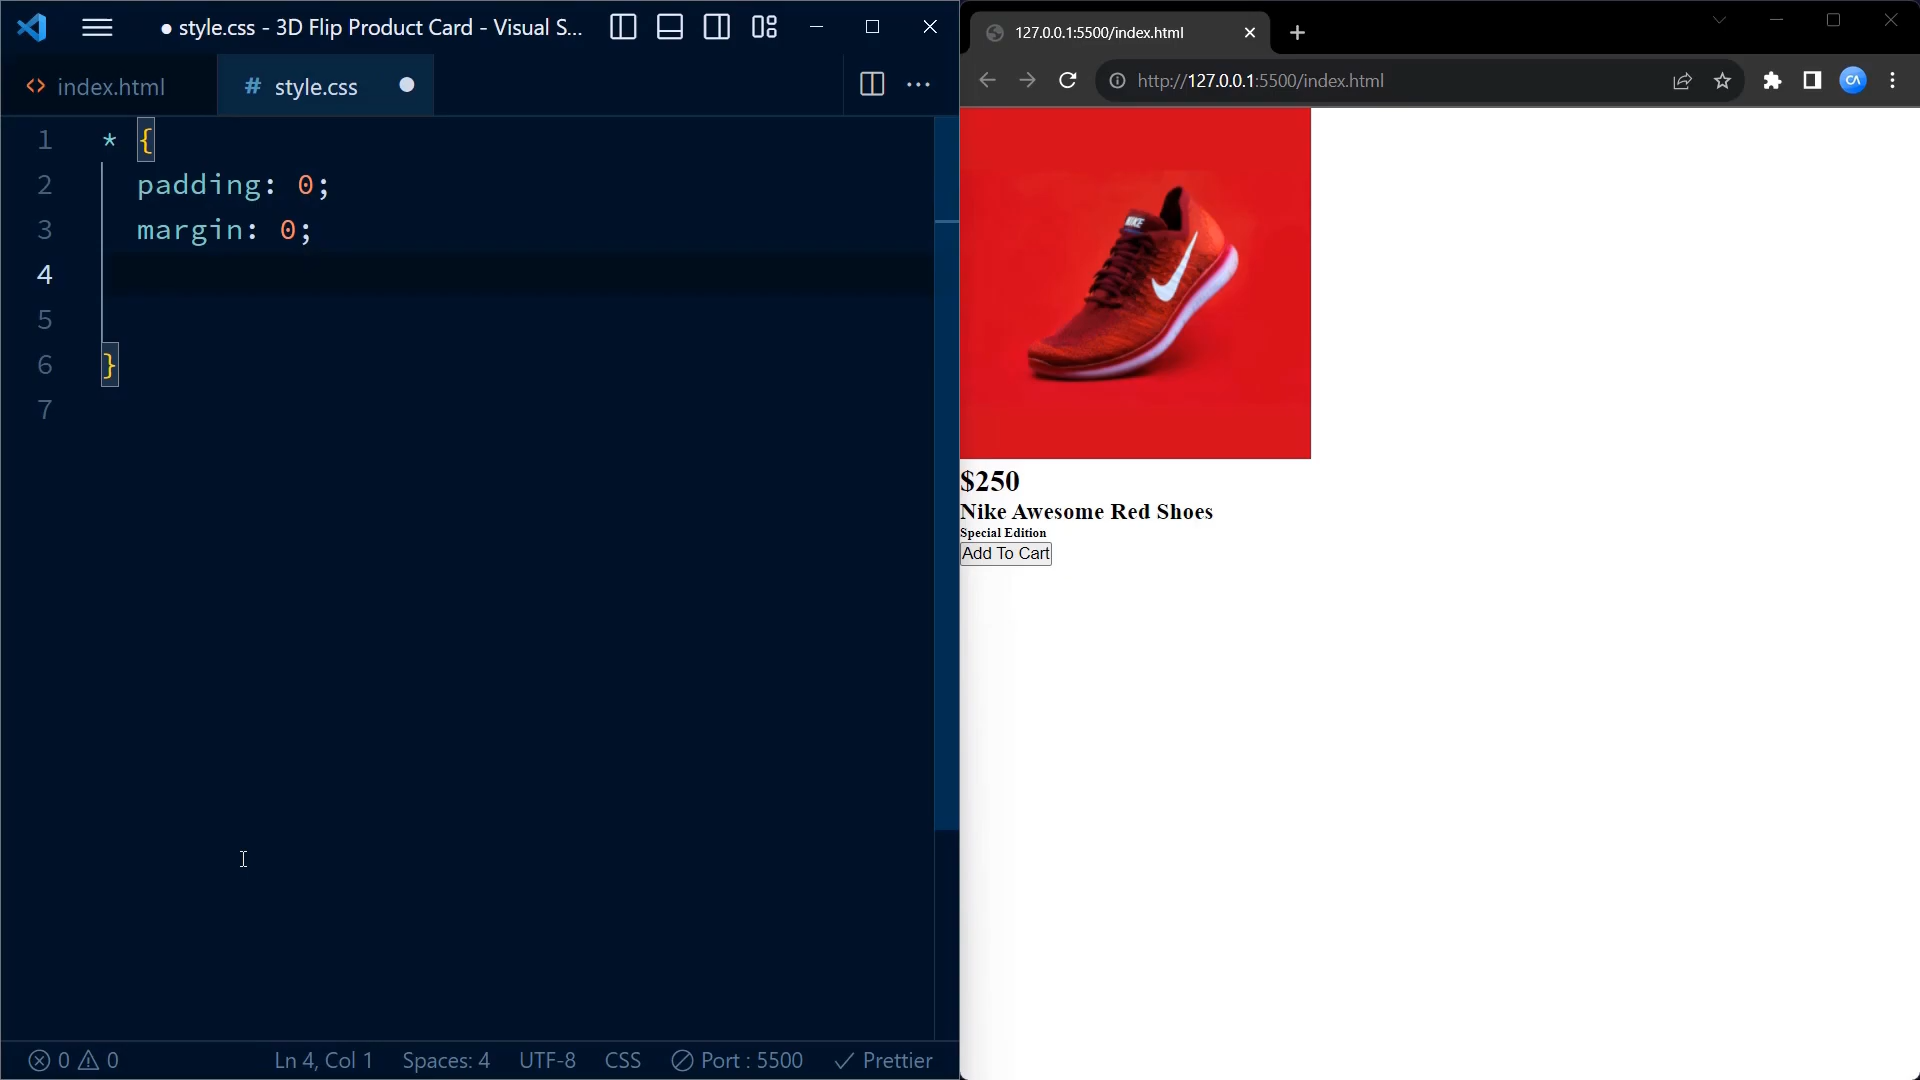 ● style.css - 3D Flip Product Card - Visual S...
index.html
# style.css
1 * {
2 padding: 0;
3 margin: 0;
4
5
6 }
7
0 0
Ln 4, Col 1
Spaces: 4
UTF-8
CSS
Port : 5500
Prettier
127.0.0.1:5500/index.html
http://127.0.0.1:5500/index.html
CA
NIKE
$250
Nike Awesome Red Shoes
Special Edition
Add To Cart